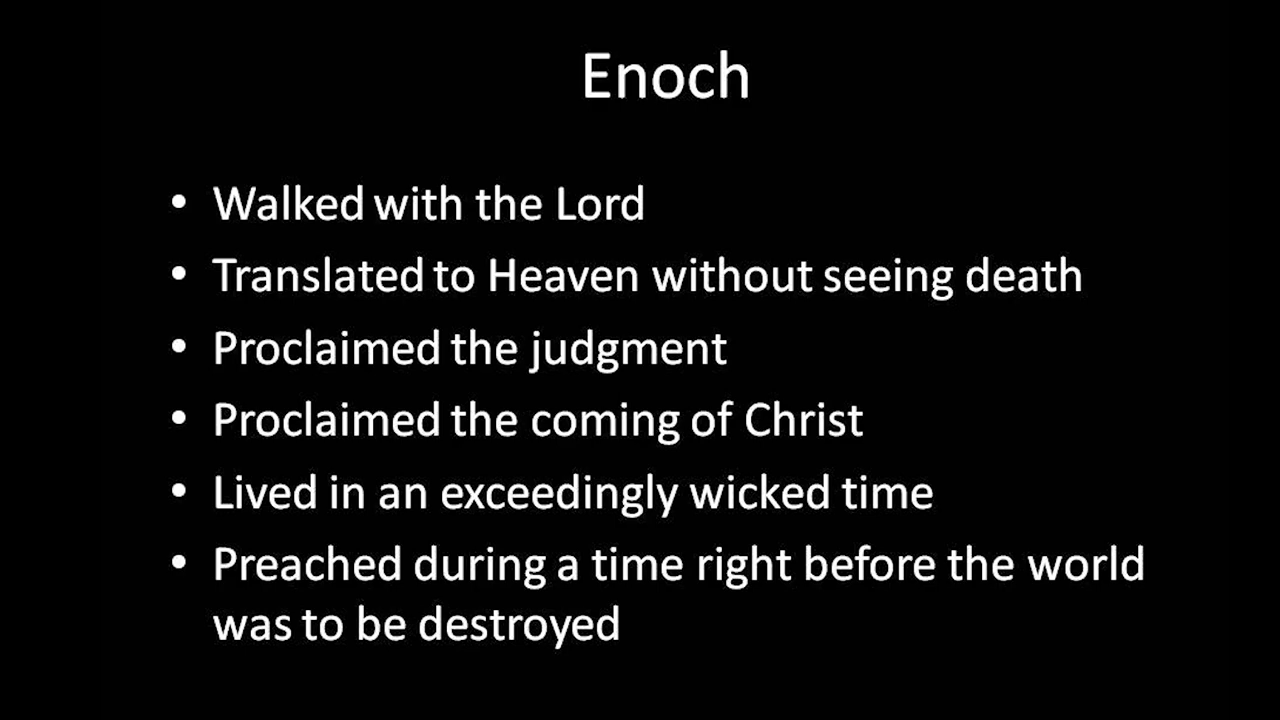 Enoch
• Walked with the Lord
• Translated to Heaven without seeing death
• Proclaimed the judgment
• Proclaimed the coming of Christ
• Lived in an exceedingly wicked time
• Preached during a time right before the world
was to be destroyed